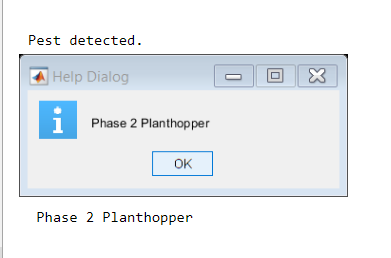 Pest detected.
Help Dialog
Phase 2 Planthopper
OK
Phase 2 Planthopper